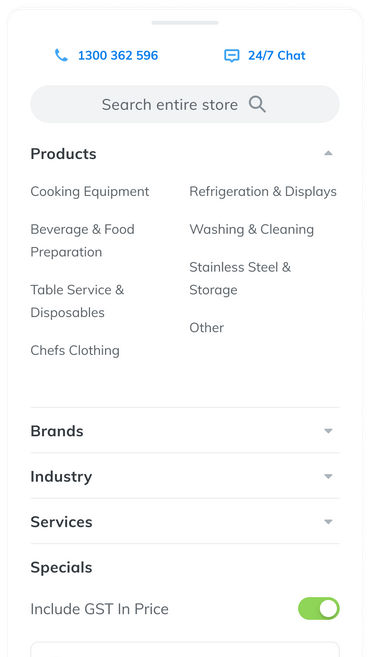 1300 362 596
24/7 Chat
Search entire store
Products
Cooking Equipment
Refrigeration & Displays
Beverage & Food
Preparation
Washing & Cleaning
Table Service &
Disposables
Stainless Steel &
Storage
Chefs Clothing
Other
Brands
Industry
Services
Specials
Include GST In Price